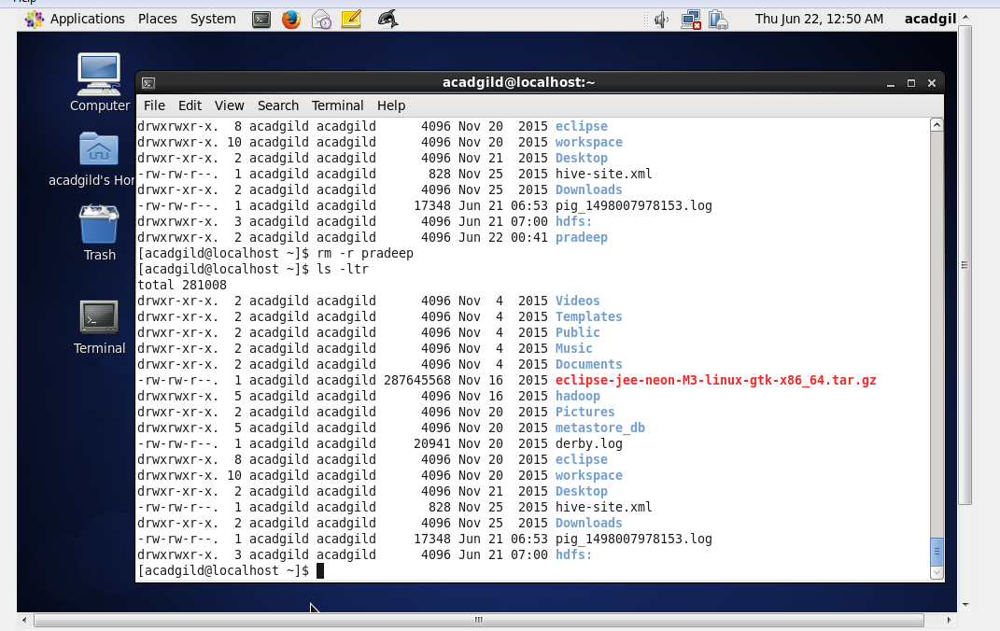 Help
Applications Places System Thu Jun 22, 12:50 AM acadgil
Computer
acadgild's Hor
Trash
Terminal
acadgild@localhost:~
File Edit View Search Terminal Help
drwxrwxr-x.  8 acadgild acadgild      4096 Nov 20  2015 eclipse
drwxrwxr-x. 10 acadgild acadgild      4096 Nov 20  2015 workspace
drwxr-xr-x.  2 acadgild acadgild      4096 Nov 21  2015 Desktop
-rw-rw-r--.  1 acadgild acadgild       828 Nov 25  2015 hive-site.xml
drwxr-xr-x.  2 acadgild acadgild      4096 Nov 25  2015 Downloads
-rw-rw-r--.  1 acadgild acadgild     17348 Jun 21 06:53 pig_1498007978153.log
drwxrwxr-x.  3 acadgild acadgild      4096 Jun 21 07:00 hdfs:
drwxrwxr-x.  2 acadgild acadgild      4096 Jun 22 00:41 pradeep
[acadgild@localhost ~]$ rm -r pradeep
[acadgild@localhost ~]$ ls -ltr
total 281008
drwxr-xr-x.  2 acadgild acadgild      4096 Nov  4  2015 Videos
drwxr-xr-x.  2 acadgild acadgild      4096 Nov  4  2015 Templates
drwxr-xr-x.  2 acadgild acadgild      4096 Nov  4  2015 Public
drwxr-xr-x.  2 acadgild acadgild      4096 Nov  4  2015 Music
drwxr-xr-x.  2 acadgild acadgild      4096 Nov  4  2015 Documents
-rw-rw-r--.  1 acadgild acadgild 287645568 Nov 16  2015 eclipse-jee-neon-M3-linux-gtk-x86_64.tar.gz
drwxrwxr-x.  5 acadgild acadgild      4096 Nov 16  2015 hadoop
drwxr-xr-x.  2 acadgild acadgild      4096 Nov 20  2015 Pictures
drwxrwxr-x.  5 acadgild acadgild      4096 Nov 20  2015 metastore_db
-rw-rw-r--.  1 acadgild acadgild     20941 Nov 20  2015 derby.log
drwxrwxr-x.  8 acadgild acadgild      4096 Nov 20  2015 eclipse
drwxrwxr-x. 10 acadgild acadgild      4096 Nov 20  2015 workspace
drwxr-xr-x.  2 acadgild acadgild      4096 Nov 21  2015 Desktop
-rw-rw-r--.  1 acadgild acadgild       828 Nov 25  2015 hive-site.xml
drwxr-xr-x.  2 acadgild acadgild      4096 Nov 25  2015 Downloads
-rw-rw-r--.  1 acadgild acadgild     17348 Jun 21 06:53 pig_1498007978153.log
drwxrwxr-x.  3 acadgild acadgild      4096 Jun 21 07:00 hdfs:
[acadgild@localhost ~]$